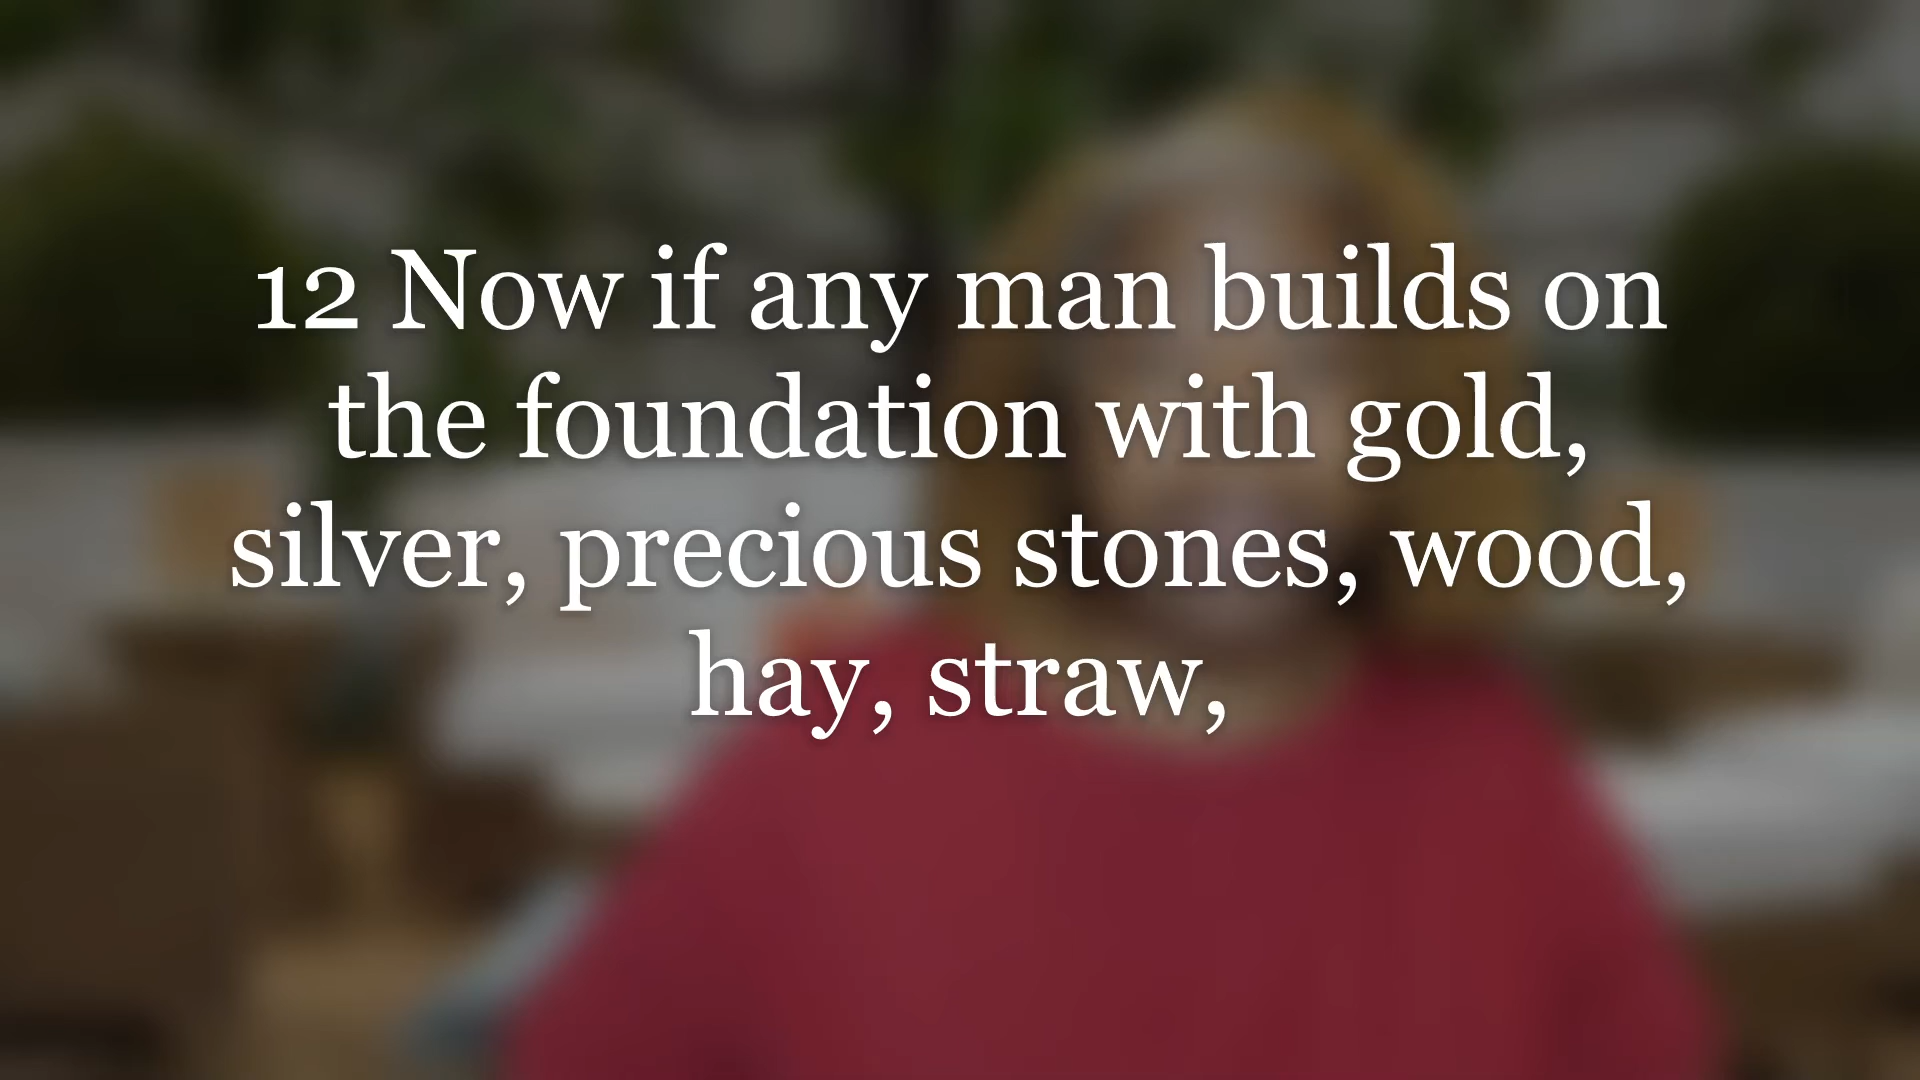 12 Now if any man builds on
the foundation with gold,
silver, precious stones, wood,
hay, straw,